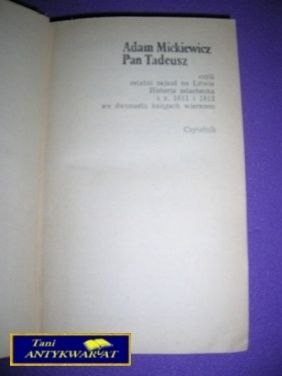 Adam Mickiewicz
Pan Tadeusz
czyli
ostatni zajazd na Litwie
Historia szlachecka
z r. 1811 i 1812
we dwunastu księgach wierszem
Czytelnik
Tani
ANTYKWARIAT